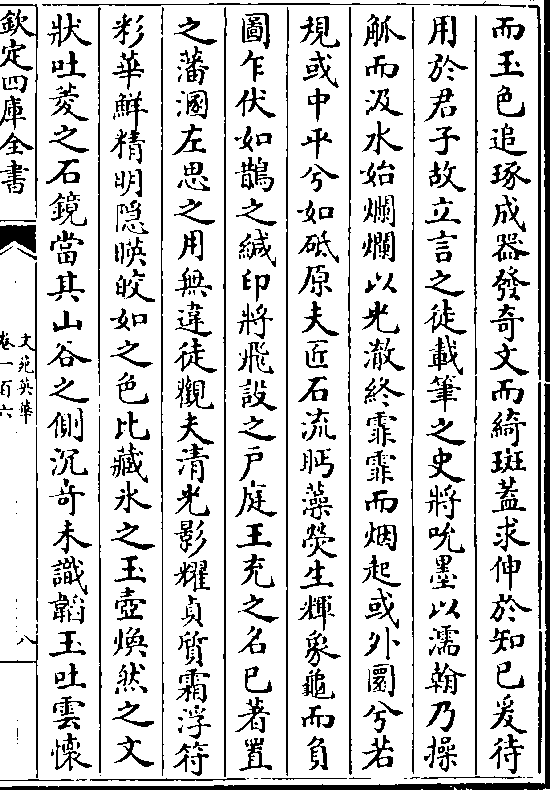 而玉色追琢成器發奇文而綺斑蓋求伸於知已爰待
用於君子故立言之徒載筆之史將吮墨以濡翰乃操
觚而汲水始爛爛以光澈終霏霏而烟起或外圓兮若
規或中平兮如砥原夫匠石流眄藻熒生輝象龜而負
圖乍伏如鵲之緘印將飛設之戸庭王充之名已著置
之藩溷左思之用無違徒觀夫清光影耀貞質霜浮符
彩華鮮精明隠暎皎如之色比藏氷之玉壺煥然之文
狀吐菱之石鏡當其山谷之側沉竒未識韜玉吐雲懐
欽定四庫全書
文苑英華
卷一百六
八